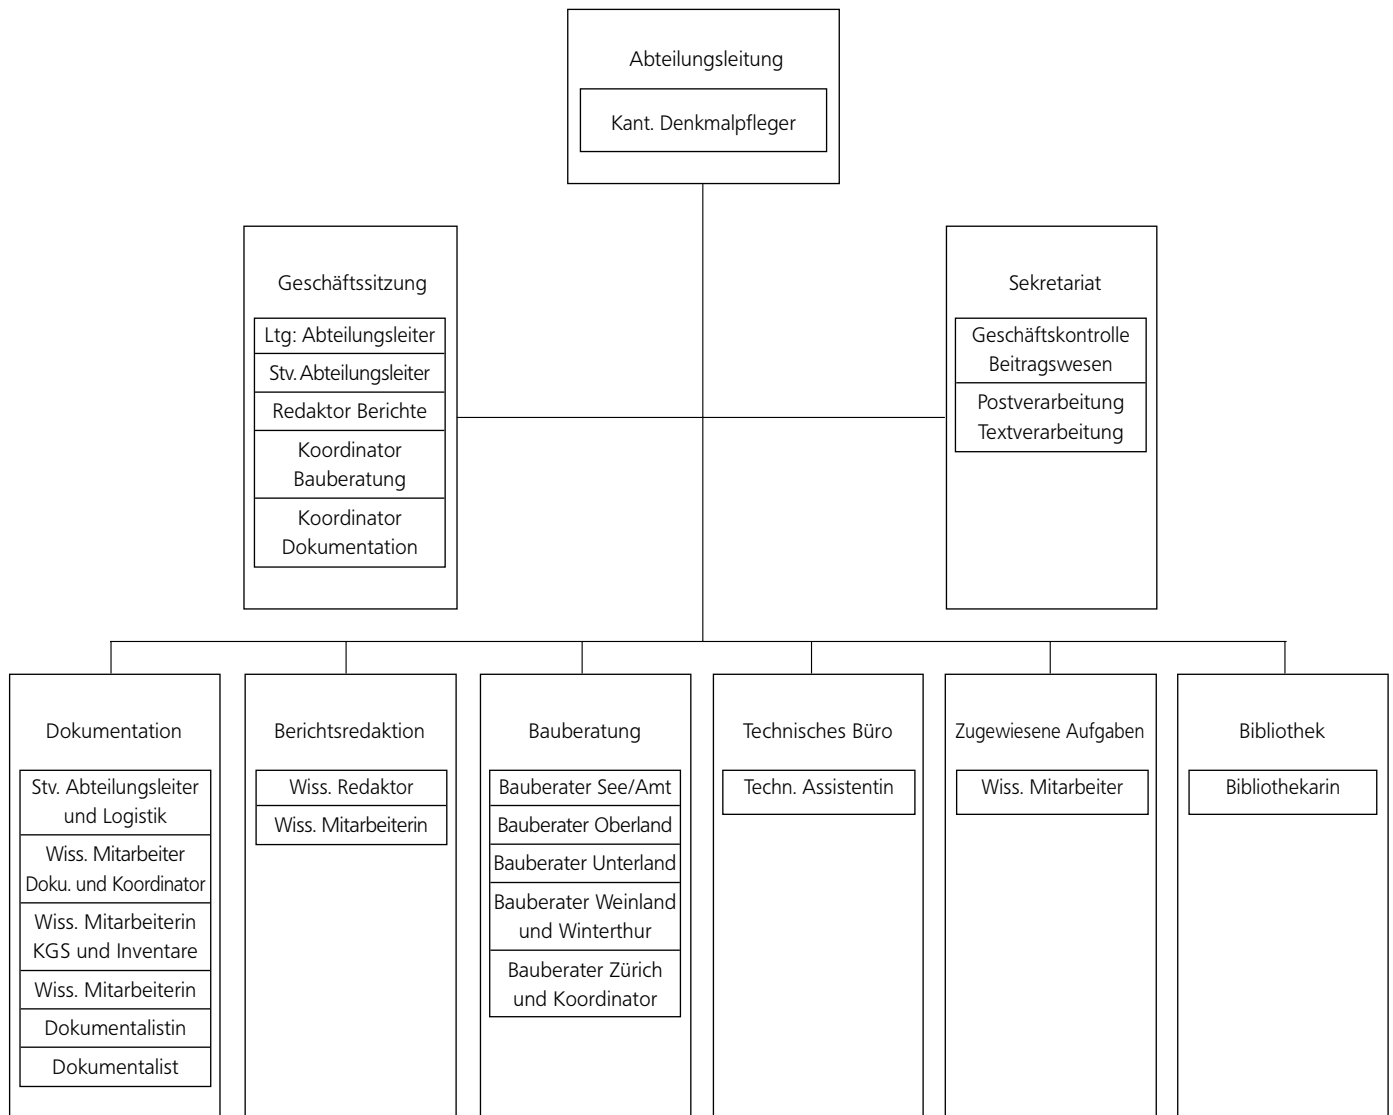 Abteilungsleitung
Kant. Denkmalpfleger
Geschäftssitzung
Ltg: Abteilungsleiter
Stv. Abteilungsleiter
Redaktor Berichte
Koordinator
Bauberatung
Koordinator
Dokumentation
Sekretariat
Geschäftskontrolle
Beitragswesen
Postverarbeitung
Textverarbeitung
Dokumentation
Stv. Abteilungsleiter
und Logistik
Wiss. Mitarbeiter
Doku. und Koordinator
Wiss. Mitarbeiterin
KGS und Inventare
Wiss. Mitarbeiterin
Dokumentalistin
Dokumentalist
Berichtsredaktion
Wiss. Redaktor
Wiss. Mitarbeiterin
Bauberatung
Bauberater See/Amt
Bauberater Oberland
Bauberater Unterland
Bauberater Weinland
und Winterthur
Bauberater Zürich
und Koordinator
Technisches Büro
Techn. Assistentin
Zugewiesene Aufgaben
Wiss. Mitarbeiter
Bibliothek
Bibliothekarin